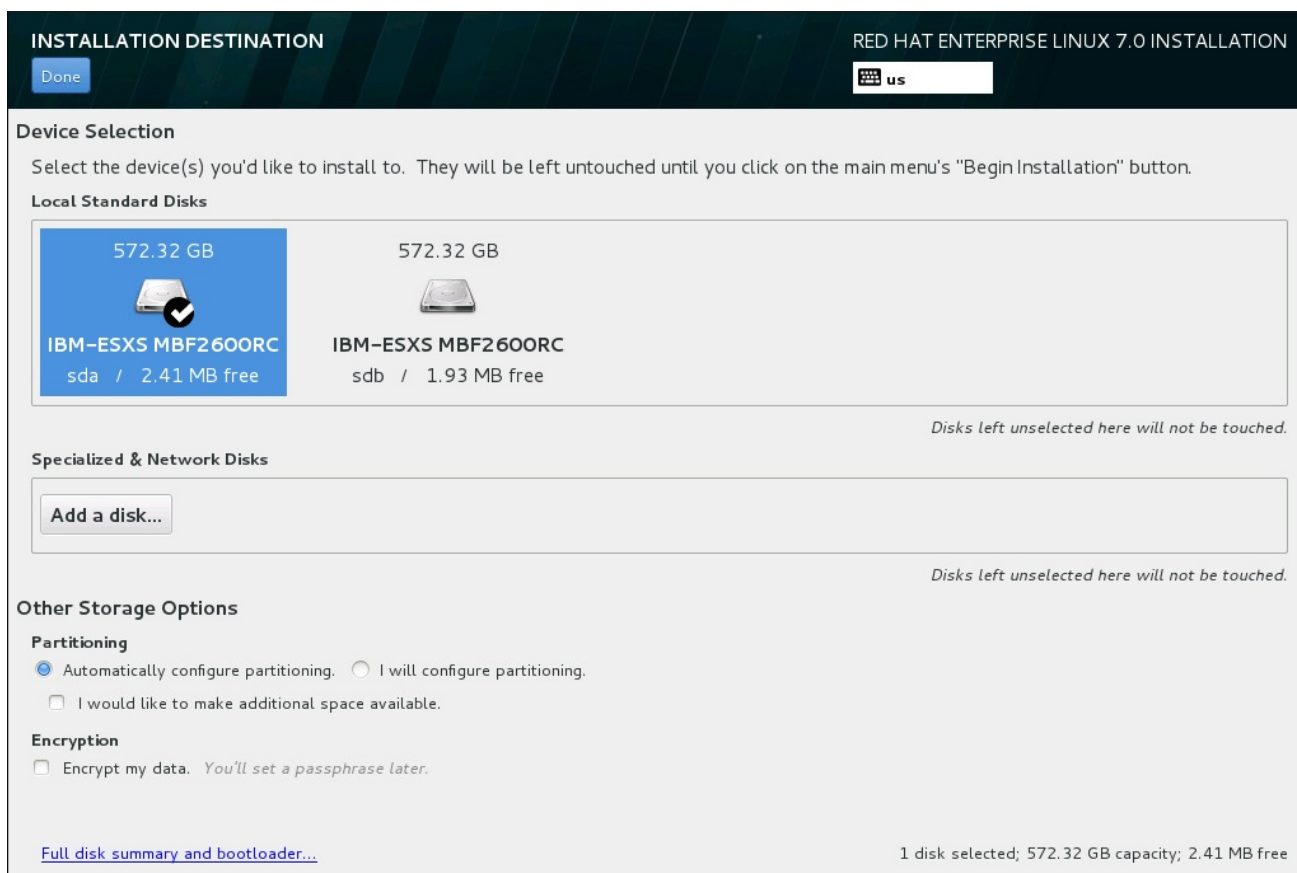 INSTALLATION DESTINATION
RED HAT ENTERPRISE LINUX 7.0 INSTALLATION
Done
us
Device Selection
Select the device(s) you'd like to install to. They will be left untouched until you click on the main menu's "Begin Installation" button.
Local Standard Disks
572.32 GB
IBM-ESXS MBF2600RC
sda / 2.41 MB free
572.32 GB
IBM-ESXS MBF2600RC
sdb / 1.93 MB free
Disks left unselected here will not be touched.
Specialized & Network Disks
Add a disk...
Disks left unselected here will not be touched.
Other Storage Options
Partitioning
Automatically configure partitioning. I will configure partitioning.
I would like to make additional space available.
Encryption
Encrypt my data. You'll set a passphrase later.
Full disk summary and bootloader...
1 disk selected; 572.32 GB capacity; 2.41 MB free